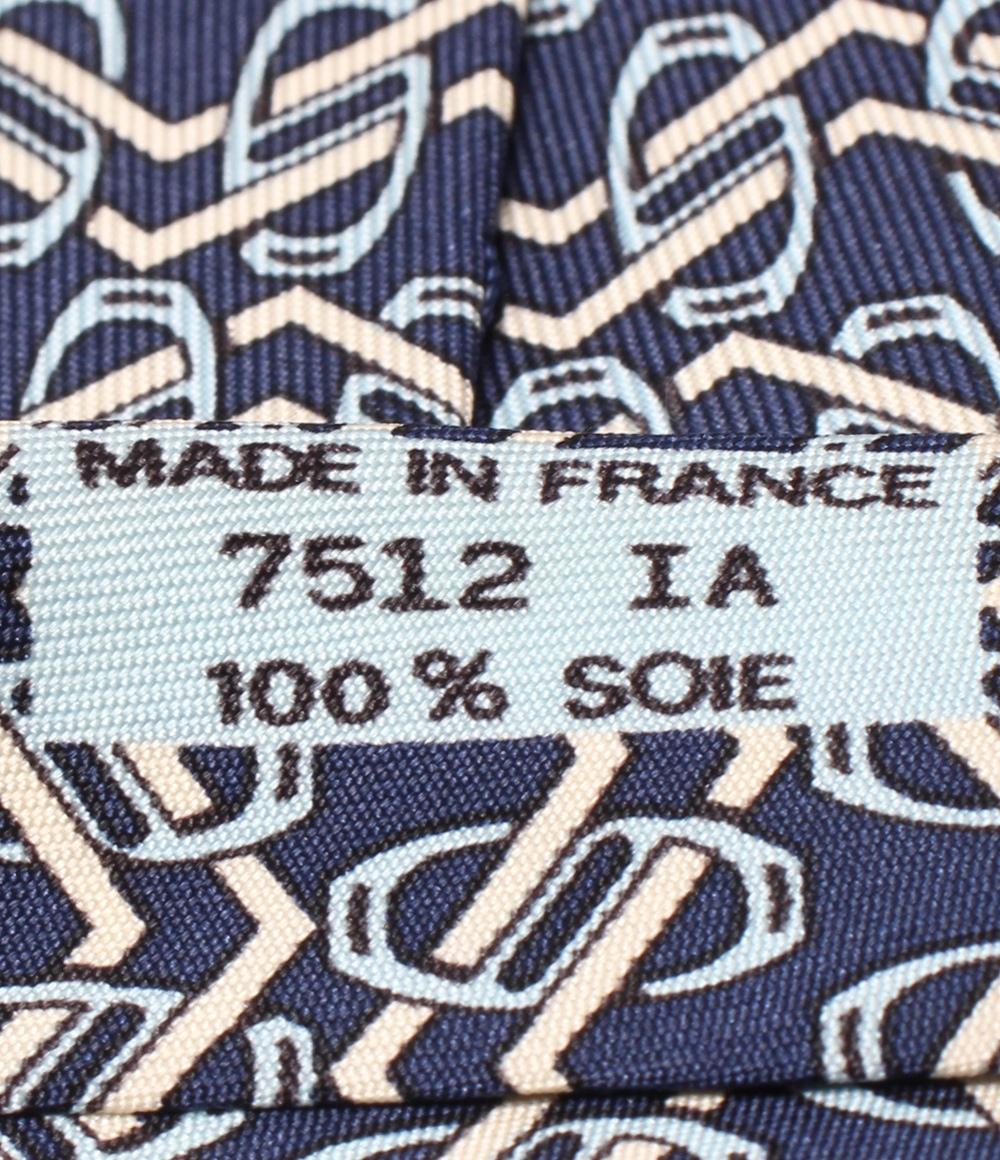 MADE IN FRANCE
7512 IA
100% SOIE